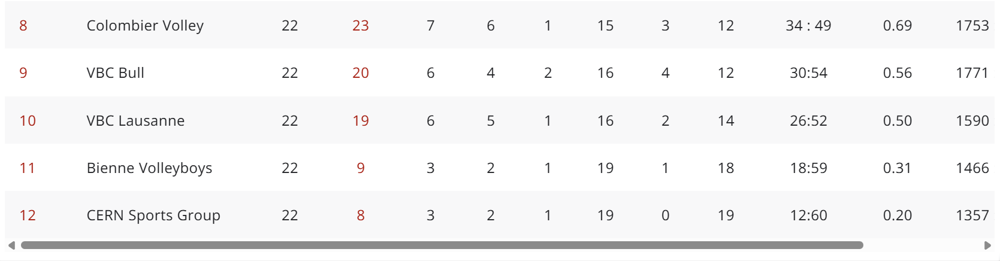 8 Colombier Volley 22 23 7 6 1 15 3 12 34 : 49 0.69 1753
9 VBC Bull 22 20 6 4 2 16 4 12 30:54 0.56 1771
10 VBC Lausanne 22 19 6 5 1 16 2 14 26:52 0.50 1590
11 Bienne Volleyboys 22 9 3 2 1 19 1 18 18:59 0.31 1466
12 CERN Sports Group 22 8 3 2 1 19 0 19 12:60 0.20 1357